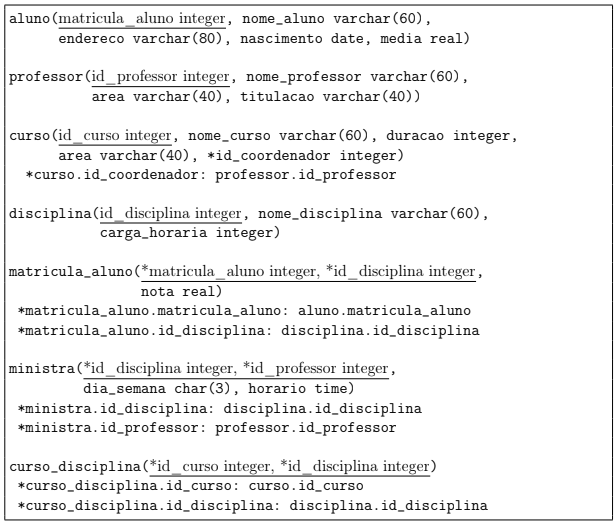 aluno(matricula_aluno integer, nome_aluno varchar(60),
endereco varchar(80), nascimento date, media real)
professor(id_professor integer, nome_professor varchar(60),
area varchar(40), titulacao varchar(40))
curso(id_curso integer, nome_curso varchar(60), duracao integer,
area varchar(40), *id_coordenador integer)
*curso.id_coordenador: professor.id_professor
disciplina(id_disciplina integer, nome_disciplina varchar(60),
carga_horaria integer)
matricula_aluno(*matricula_aluno integer, *id_disciplina integer,
nota real)
*matricula_aluno.matricula_aluno: aluno.matricula_aluno
*matricula_aluno.id_disciplina: disciplina.id_disciplina
ministra(*id_disciplina integer, *id_professor integer,
dia_semana char(3), horario time)
*ministra.id_disciplina: disciplina.id_disciplina
*ministra.id_professor: professor.id_professor
curso_disciplina(*id_curso integer, *id_disciplina integer)
*curso_disciplina.id_curso: curso.id_curso
*curso_disciplina.id_disciplina: disciplina.id_disciplina